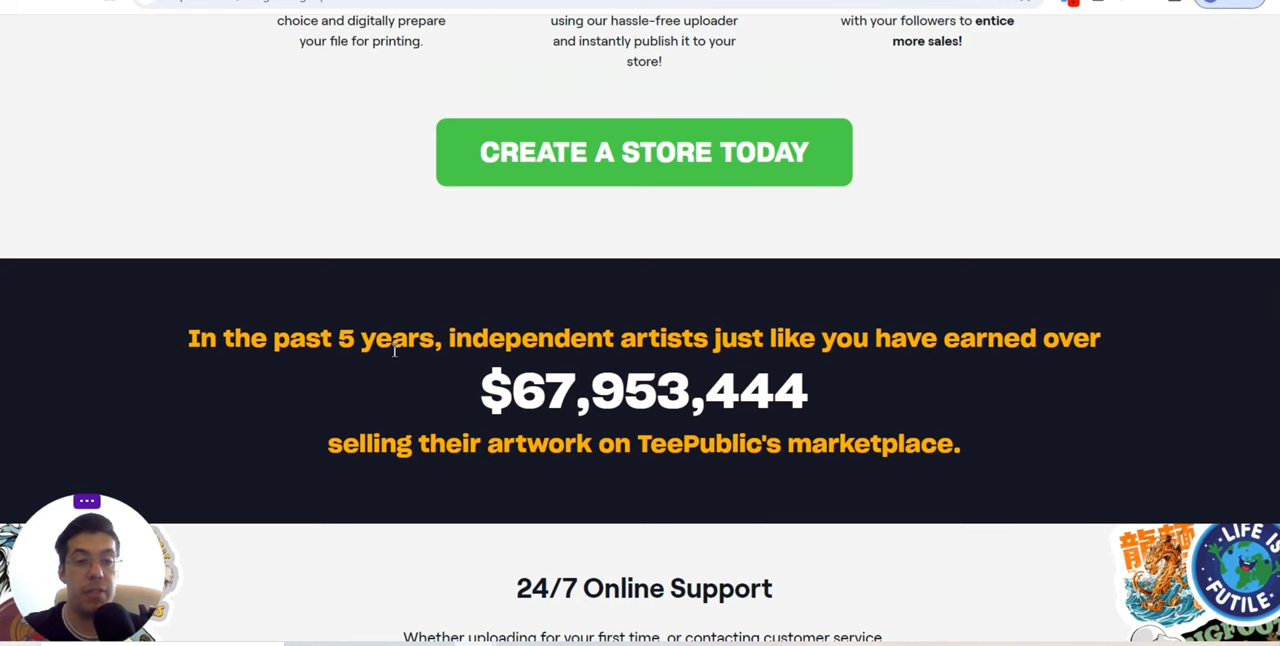 choice and digitally prepare
your file for printing.
using our hassle-free uploader
and instantly publish it to your
store!
with your followers to entice
more sales!
CREATE A STORE TODAY
In the past 5 years, independent artists just like you have earned over
$67,953,444
selling their artwork on TeePublic's marketplace.
24/7 Online Support
Whether uploading for your first time, or contacting customer service
龍麺
LIFE IS
FUTILE
BIGFOOT